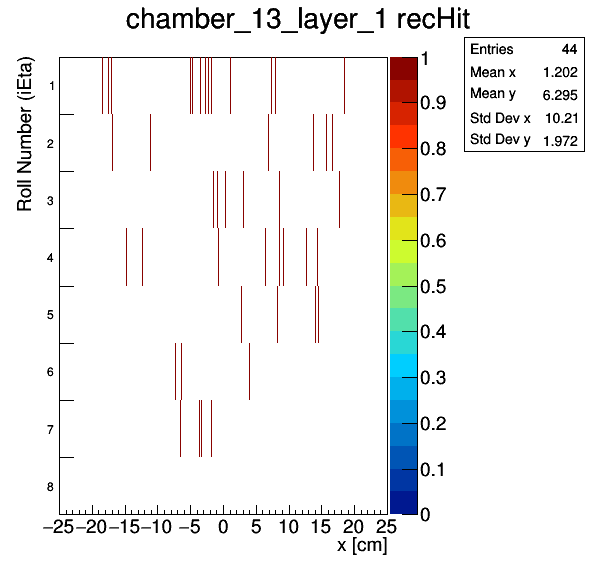 chamber_13_layer_1 recHit
Entries 44
Mean x 1.202
Mean y 6.295
Std Dev x 10.21
Std Dev y 1.972
Roll Number (iEta)
1
2
3
4
5
6
7
8
1
0.9
0.8
0.7
0.6
0.5
0.4
0.3
0.2
0.1
0
−25 −20 −15 −10 −5 0 5 10 15 20 25
x [cm]